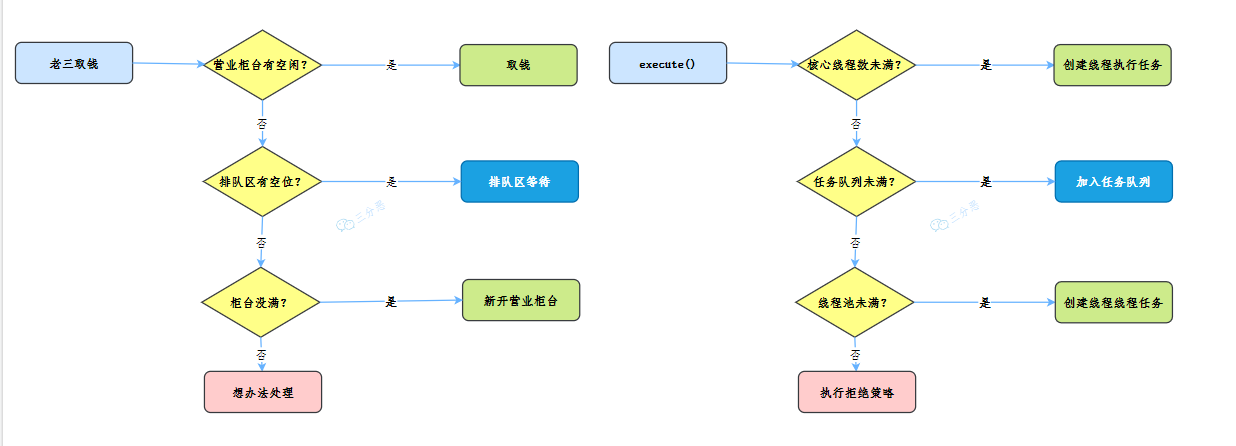 老三取钱
营业柜台有空闲？
是
取钱
否
排队区有空位？
是
排队区等待
否
柜台没满？
是
新开营业柜台
否
想办法处理
三分恶
execute()
核心线程数未满？
是
创建线程执行任务
否
任务队列未满？
是
加入任务队列
否
线程池未满？
是
创建线程线程任务
否
执行拒绝策略
三分恶